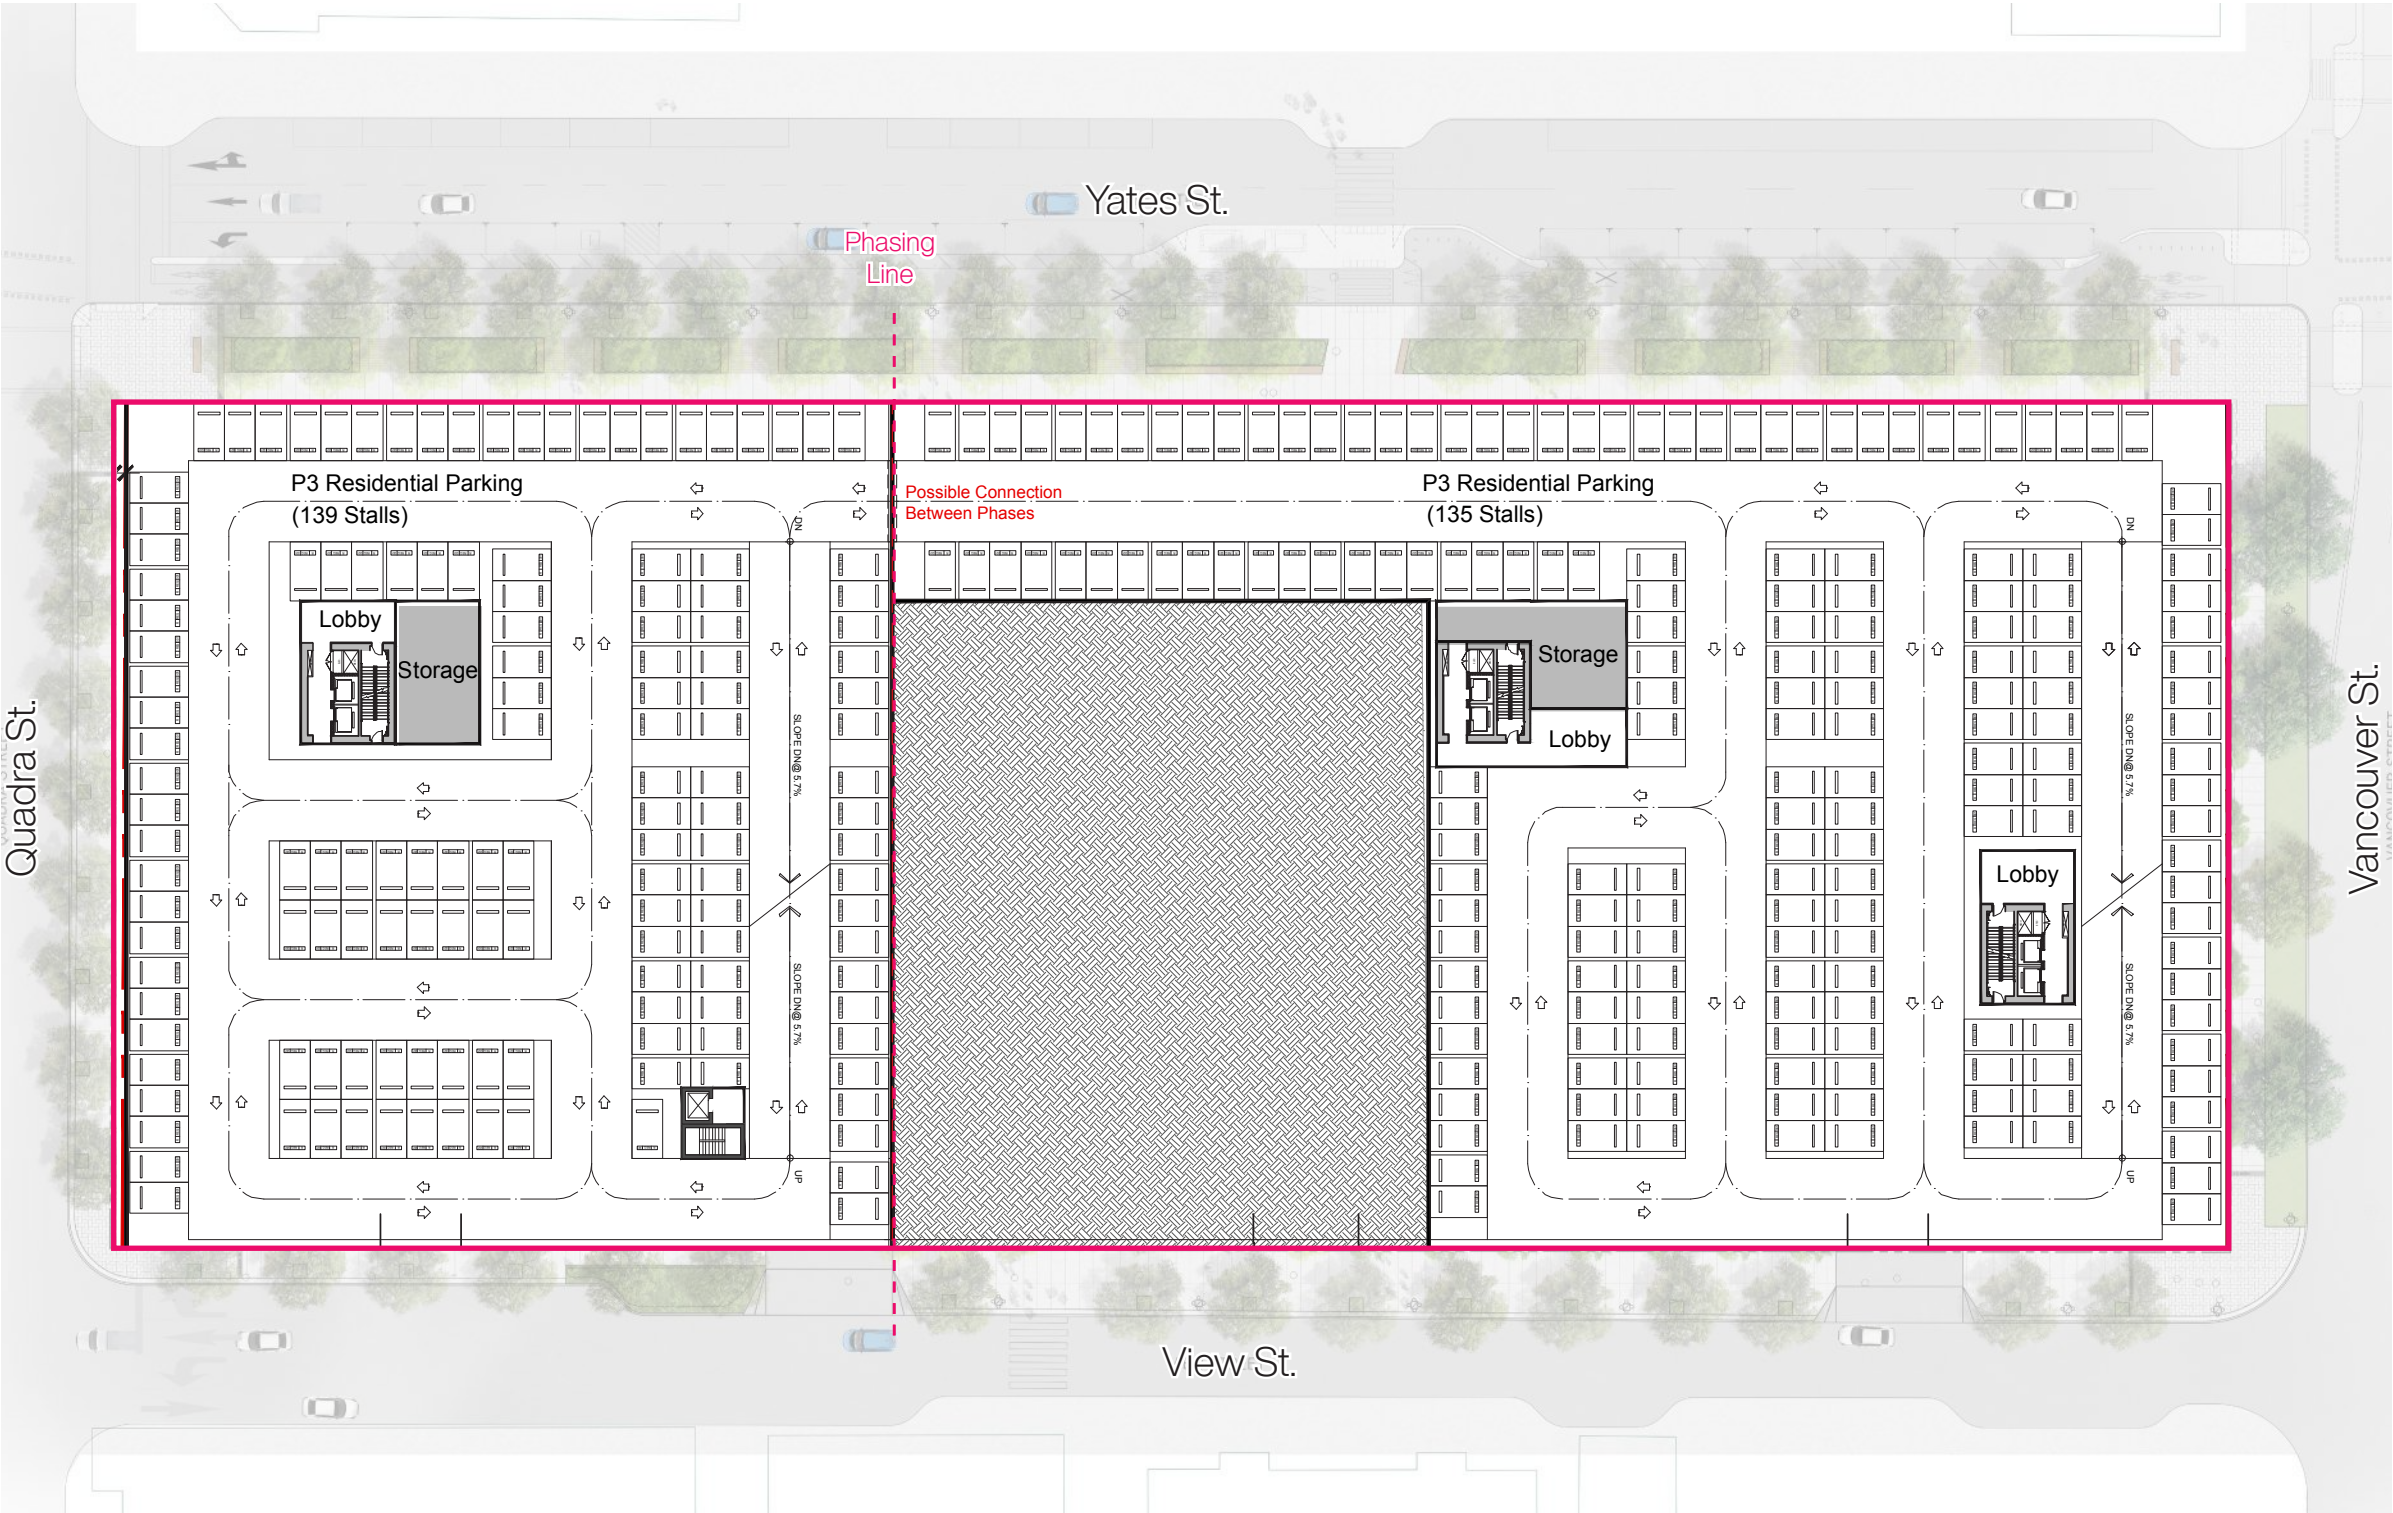 Yates St.
Phasing
Line
P3 Residential Parking
(139 Stalls)
Possible Connection
Between Phases
P3 Residential Parking
(135 Stalls)
DN
DN
Lobby
Storage
Storage
Lobby
SLOPE DN@ 5.7%
SLOPE DN@ 5.7%
Quadra St.
Vancouver St.
VANCOUVER STREET
Lobby
SLOPE DN@ 5.7%
SLOPE DN@ 5.7%
UP
UP
View St.